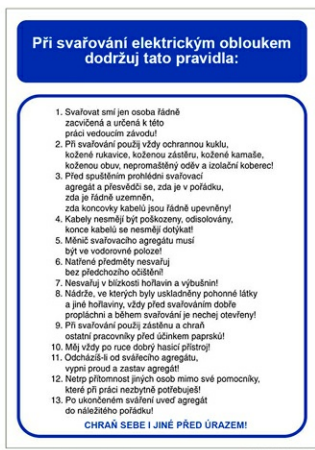 Při svařování elektrickým obloukem
dodržuj tato pravidla:
1. Svařovat smí jen osoba řádně
zacvičená a určená k této
práci vedoucím závodu!
2. Při svařování použij vždy ochrannou kuklu,
kožené rukavice, koženou zástěru, kožené kamaše,
koženou obuv, nepromaštěný oděv a izolační koberec!
3. Před spuštěním prohlédni svařovací
agregát a přesvědči se, zda je v pořádku,
zda je řádně uzemněn,
zda koncovky kabelů jsou řádně upevněny!
4. Kabely nesmějí být poškozeny, odisolovány,
konce kabelů se nesmějí dotýkat!
5. Měnič svařovacího agregátu musí
být ve vodorovné poloze!
6. Natřené předměty nesvařuj
bez předchozího očištění!
7. Nesvařuj v blízkosti hořlavin a výbušnin!
8. Nádrže, ve kterých byly uskladněny pohonné látky
a jiné hořlaviny, vždy před svařováním dobře
propláchni a během svařování je nechej otevřeny!
9. Při svařování použij zástěnu a chraň
ostatní pracovníky před účinkem paprsků!
10. Měj vždy po ruce dobrý hasicí přístroj!
11. Odcházíš-li od svářecího agregátu,
vypni proud a zastav agregát!
12. Netrp přítomnost jiných osob mimo své pomocníky,
které při práci nezbytně potřebuješ!
13. Po ukončeném sváření uveď agregát
do náležitého pořádku!
CHRAŇ SEBE I JINÉ PŘED ÚRAZEM!